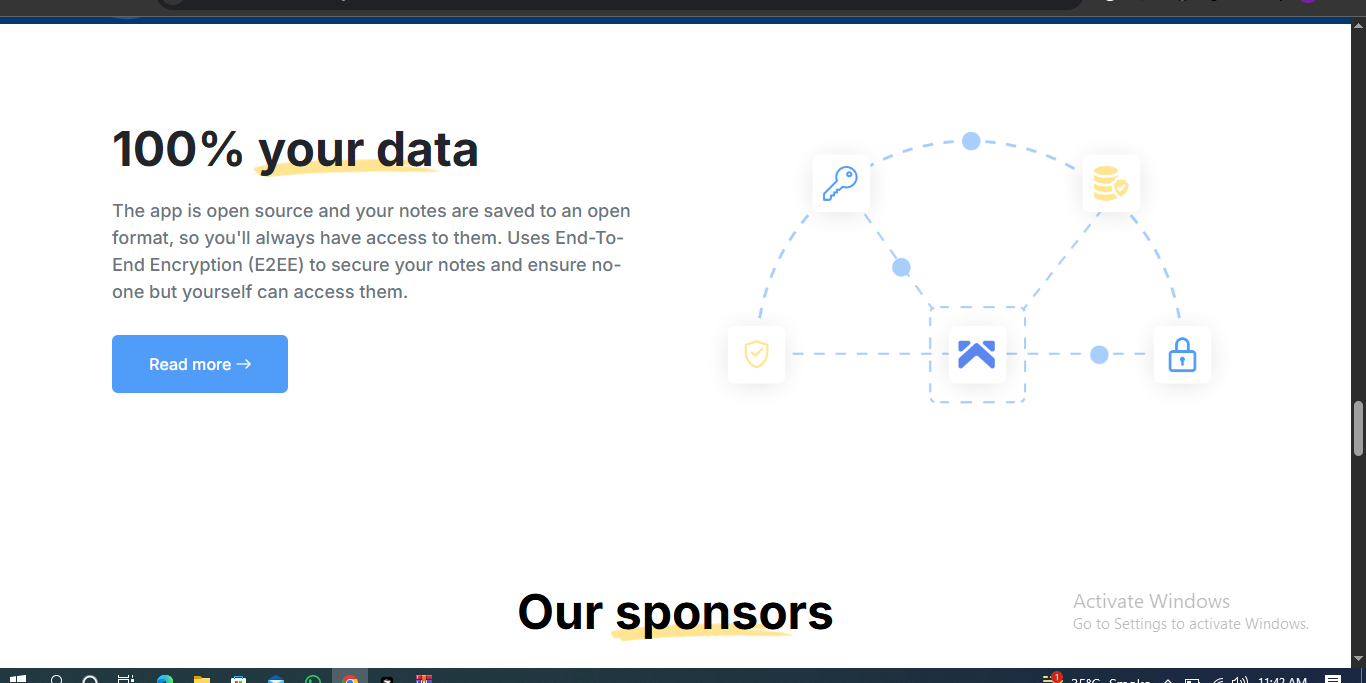 100% your data
The app is open source and your notes are saved to an open
format, so you'll always have access to them. Uses End-To-
End Encryption (E2EE) to secure your notes and ensure no-
one but yourself can access them.
Read more →
Our sponsors
Activate Windows
Go to Settings to activate Windows.
1
35°C Smoke
11:42 AM